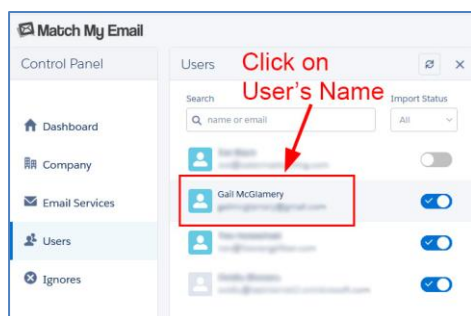 Match My Email
Control Panel
Users
Click on
User's Name
Search
Import Status
name or email
All
Dashboard
Company
Gail McGlamery
Email Services
Users
Ignores